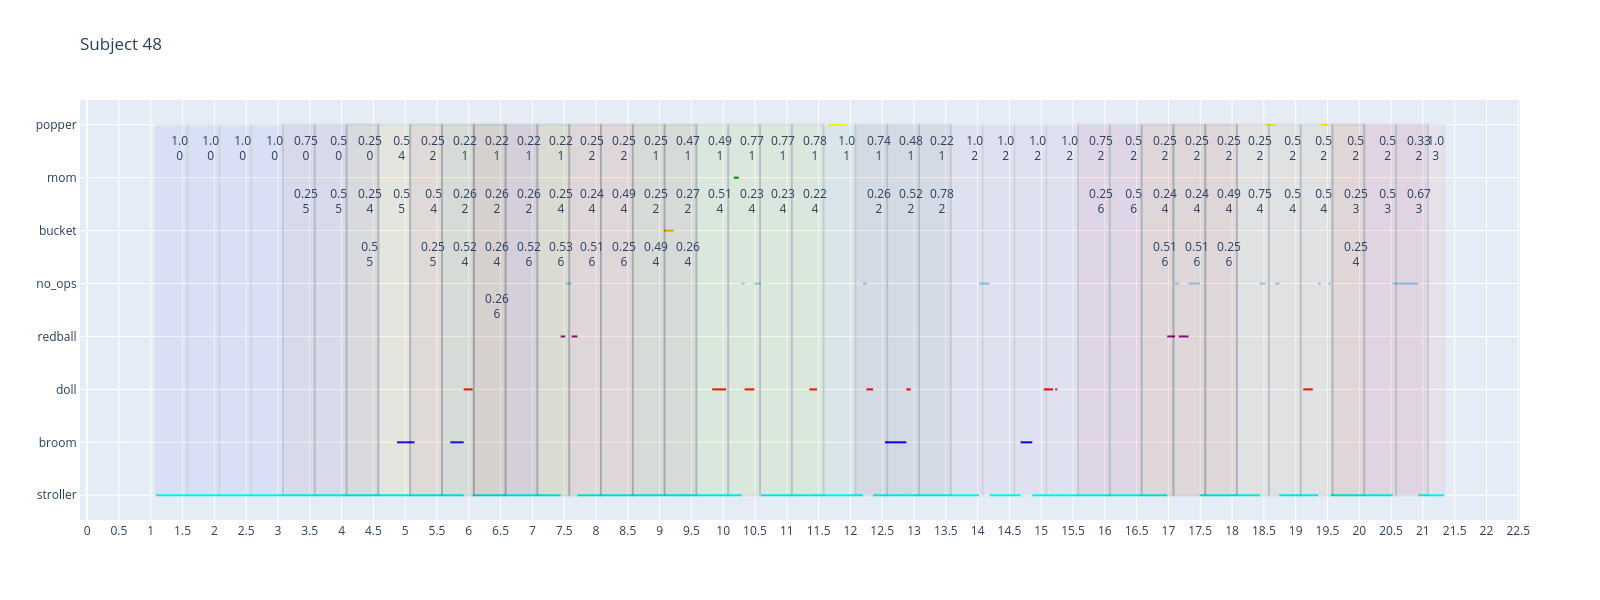 Subject 48
popper
1.0 1.0 1.0 1.0 0.75 0.5 0.25 0.5 0.25 0.22 0.22 0.22 0.22 0.25 0.25 0.25 0.47 0.49 0.77 0.77 0.78 1.0 0.74 0.48 0.22 1.0 1.0 1.0 1.0 0.75 0.5 0.25 0.25 0.25 0.25 0.5 0.5 0.5 0.5 0.33 1.0
0 0 0 0 0 0 0 4 2 1 1 1 1 2 2 1 1 1 1 1 1 1 1 1 1 2 2 2 2 2 2 2 2 2 2 2 2 2 2 2 3
mom
0.25 0.5 0.25 0.5 0.5 0.26 0.26 0.26 0.25 0.24 0.49 0.25 0.27 0.51 0.23 0.23 0.22 0.26 0.52 0.78 0.25 0.5 0.24 0.24 0.49 0.75 0.5 0.5 0.25 0.5 0.67
5 5 4 5 4 2 2 2 4 4 4 2 2 4 4 4 4 2 2 2 6 6 4 4 4 4 4 4 3 3 3
bucket
0.5 0.25 0.52 0.26 0.52 0.53 0.51 0.25 0.49 0.26 0.51 0.51 0.25 0.25
5 5 4 4 6 6 6 6 4 4 6 6 6 4
no_ops
0.26
6
redball
doll
broom
stroller
0 0.5 1 1.5 2 2.5 3 3.5 4 4.5 5 5.5 6 6.5 7 7.5 8 8.5 9 9.5 10 10.5 11 11.5 12 12.5 13 13.5 14 14.5 15 15.5 16 16.5 17 17.5 18 18.5 19 19.5 20 20.5 21 21.5 22 22.5